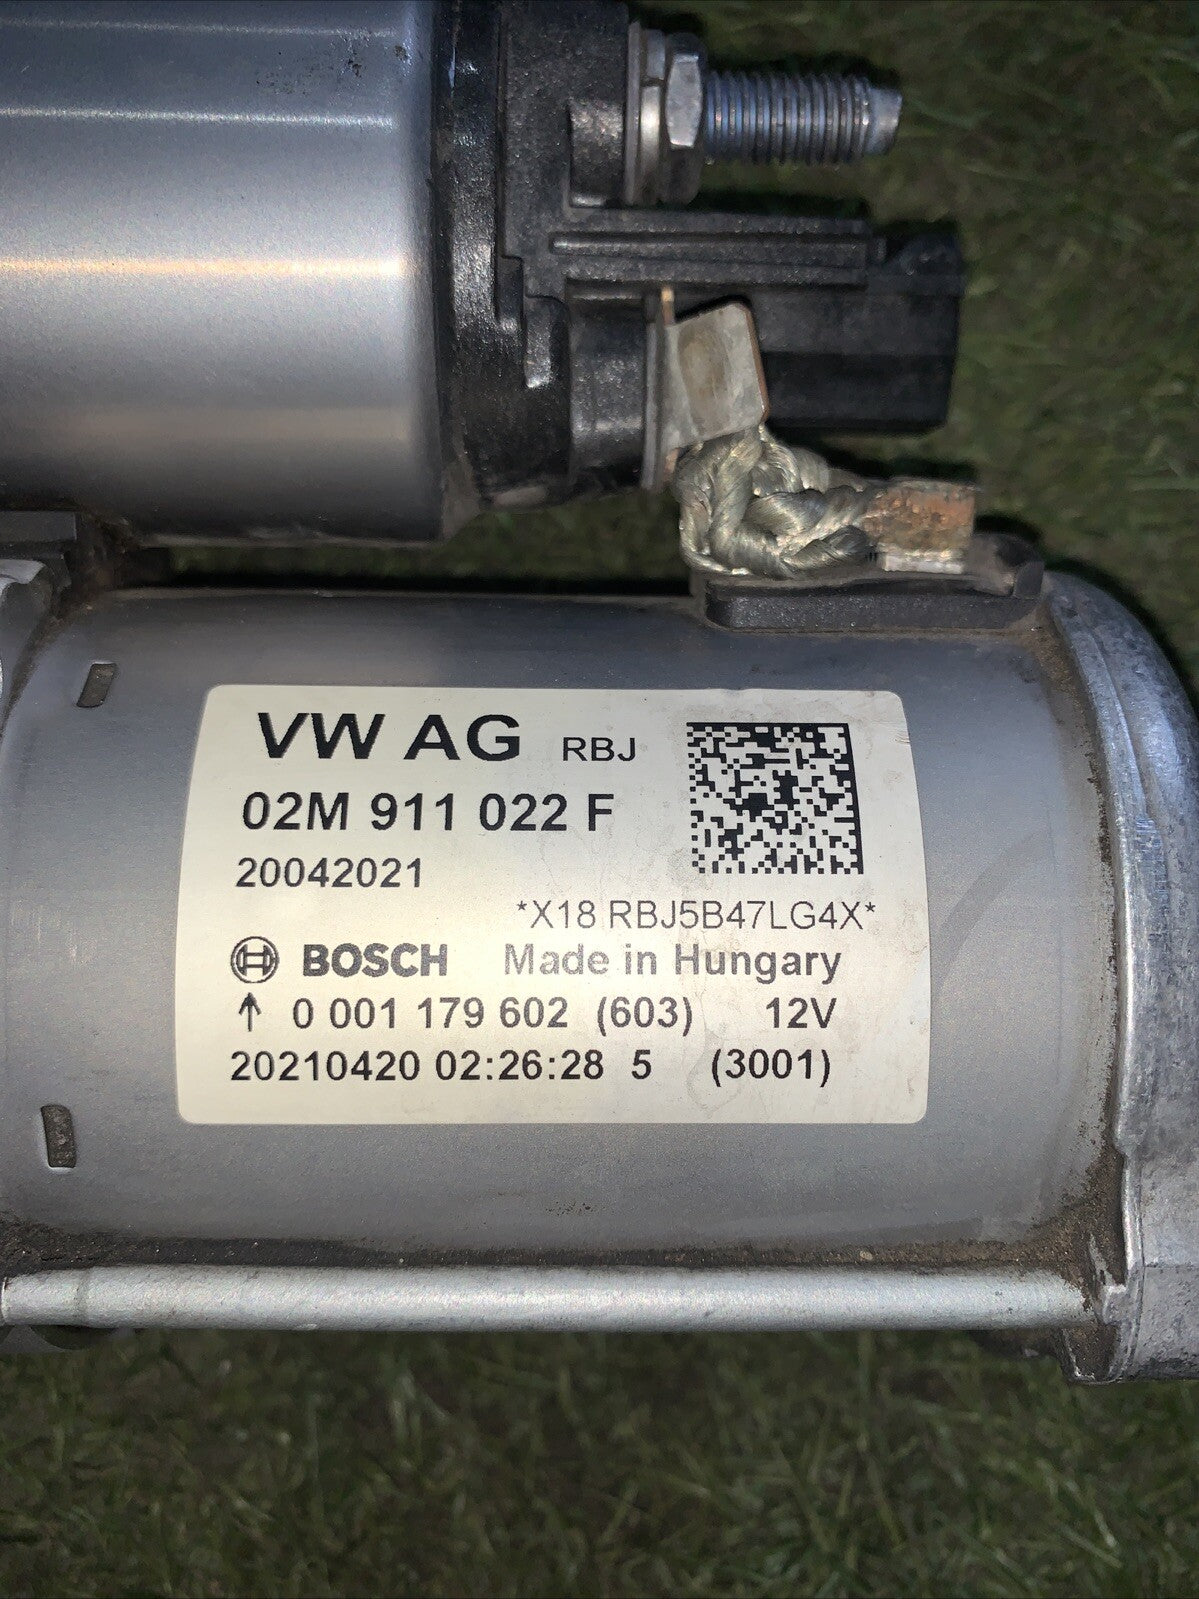 VW AG RBJ
02M 911 022 F
20042021
*X18 RBJ5B47LG4X*
BOSCH Made in Hungary
↑ 0 001 179 602 (603) 12V
20210420 02:26:28 5 (3001)